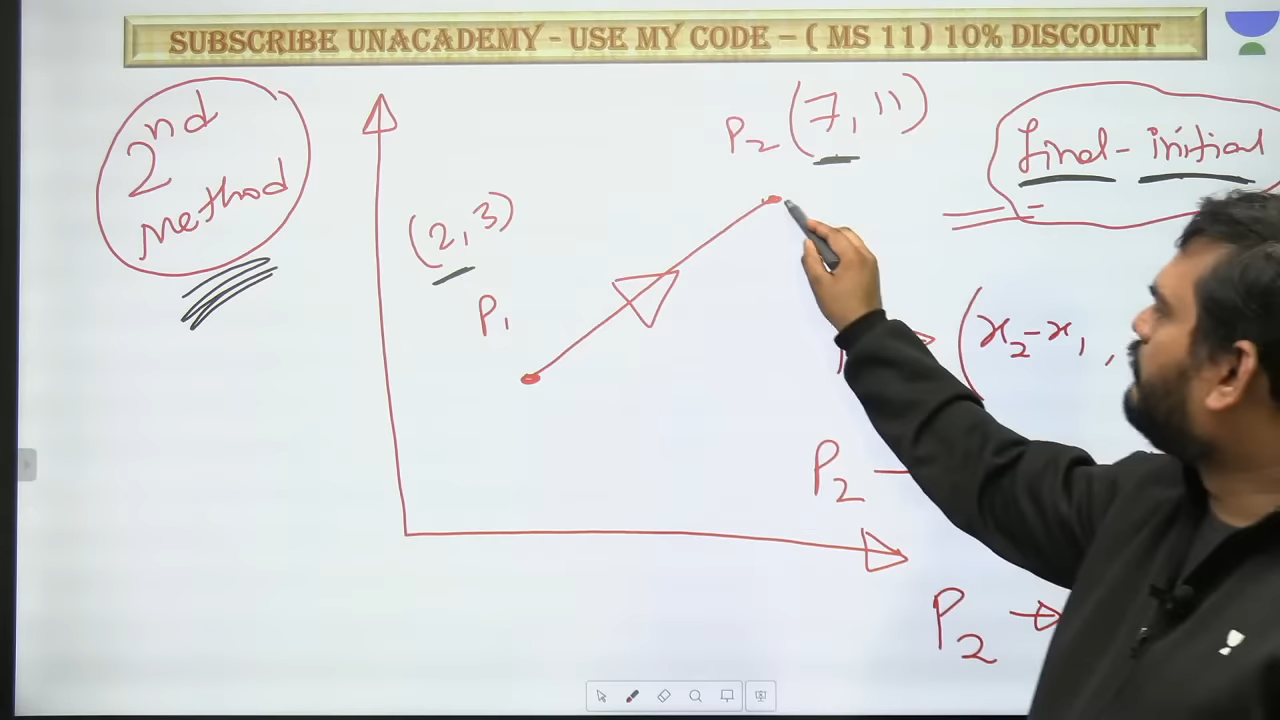 SUBSCRIBE UNACADEMY - USE MY CODE – ( MS 11) 10% DISCOUNT
2nd
method
P2 (7, 11)
final - initial
(2, 3)
P1
(x2 - x1 ,
P2
P2